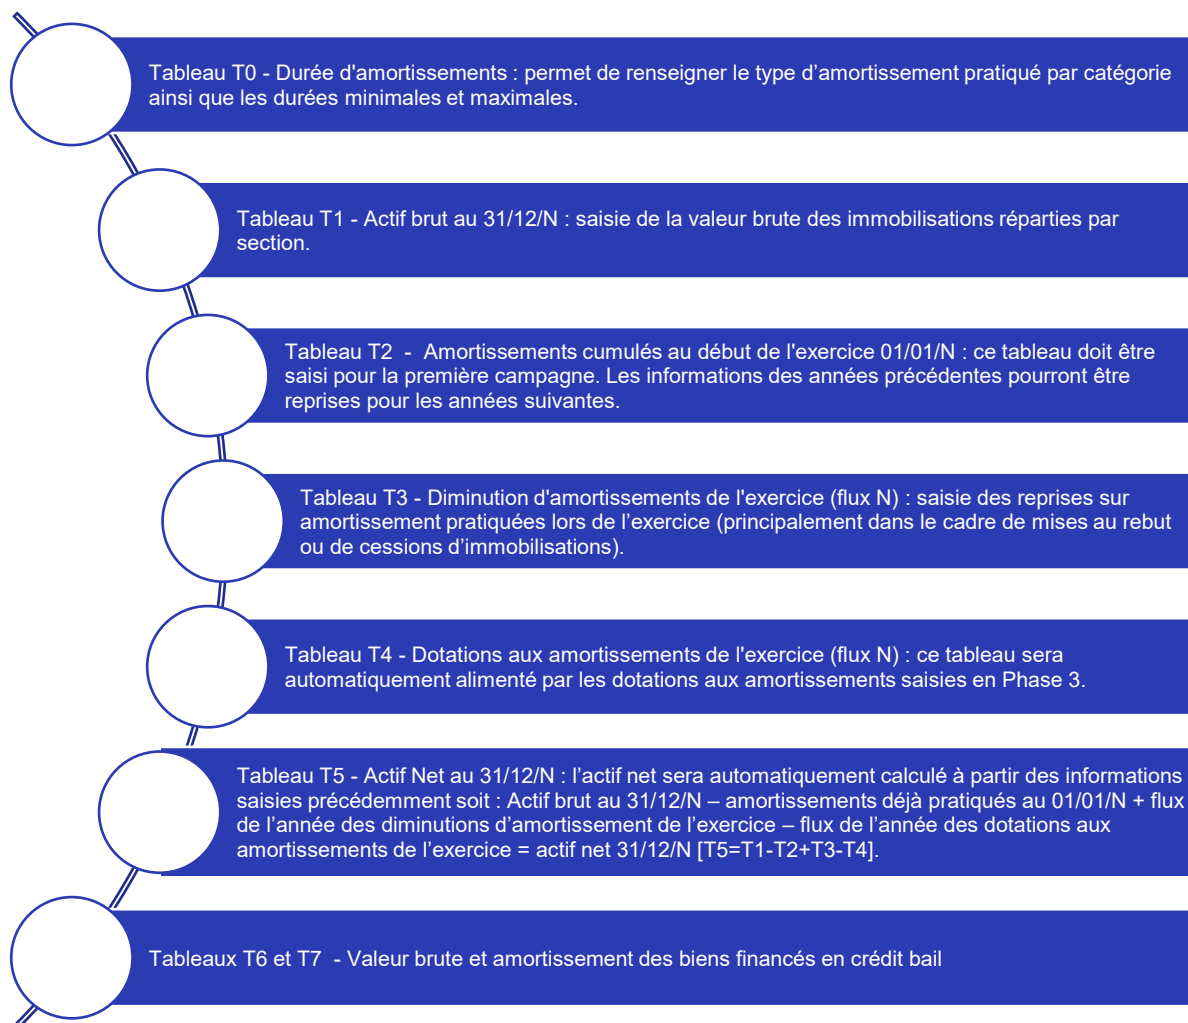 Tableau T0 - Durée d'amortissements : permet de renseigner le type d’amortissement pratiqué par catégorie
ainsi que les durées minimales et maximales.
Tableau T1 - Actif brut au 31/12/N : saisie de la valeur brute des immobilisations réparties par
section.
Tableau T2 - Amortissements cumulés au début de l'exercice 01/01/N : ce tableau doit être
saisi pour la première campagne. Les informations des années précédentes pourront être
reprises pour les années suivantes.
Tableau T3 - Diminution d'amortissements de l'exercice (flux N) : saisie des reprises sur
amortissement pratiquées lors de l’exercice (principalement dans le cadre de mises au rebut
ou de cessions d’immobilisations).
Tableau T4 - Dotations aux amortissements de l'exercice (flux N) : ce tableau sera
automatiquement alimenté par les dotations aux amortissements saisies en Phase 3.
Tableau T5 - Actif Net au 31/12/N : l’actif net sera automatiquement calculé à partir des informations
saisies précédemment soit : Actif brut au 31/12/N – amortissements déjà pratiqués au 01/01/N + flux
de l’année des diminutions d’amortissement de l’exercice – flux de l’année des dotations aux
amortissements de l’exercice = actif net 31/12/N [T5=T1-T2+T3-T4].
Tableaux T6 et T7 - Valeur brute et amortissement des biens financés en crédit bail